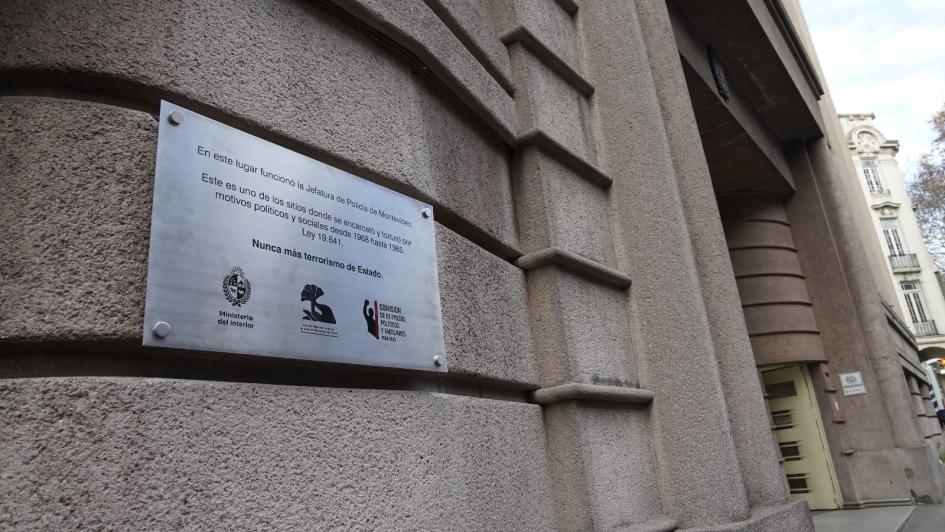 En este lugar funcionó la Jefatura de Policía de Montevideo.
Este es uno de los sitios donde se encarceló y torturó por
motivos políticos y sociales desde 1968 hasta 1985.
Ley 19.641.
Nunca más terrorismo de Estado.
Ministerio
del Interior
COMISIÓN
DE EX PRESOS
POLÍTICOS
Y FAMILIARES